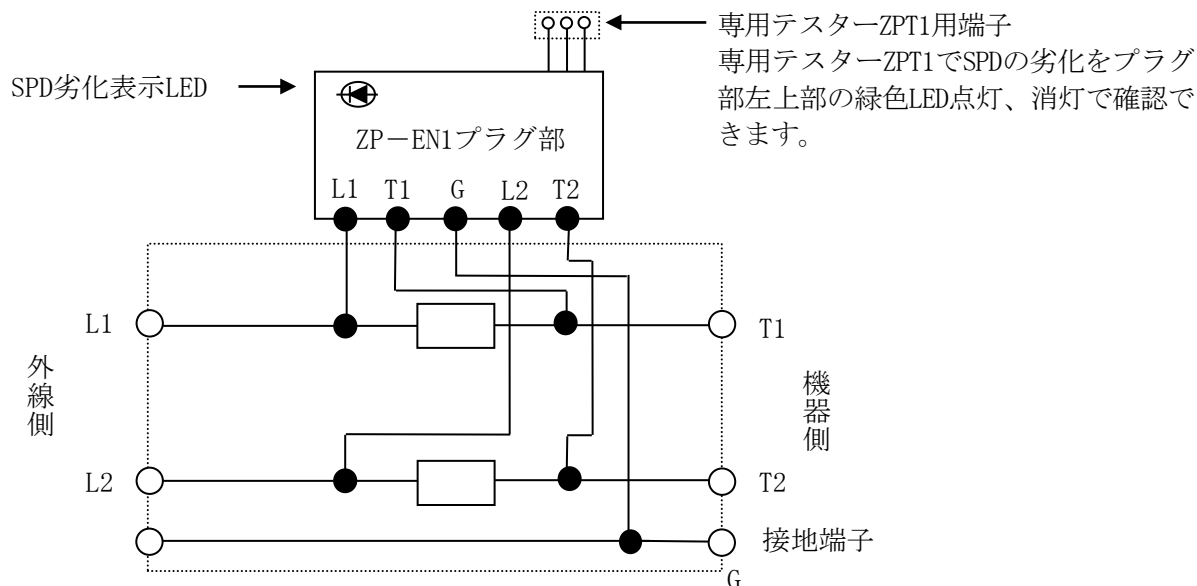 専用テスターZPT1用端子
専用テスターZPT1でSPDの劣化をプラグ
部左上部の緑色LED点灯、消灯で確認で
きます。
SPD劣化表示LED
ZP－EN1プラグ部
L1 T1 G L2 T2
L1
T1
外線側
機器側
L2
T2
接地端子
G